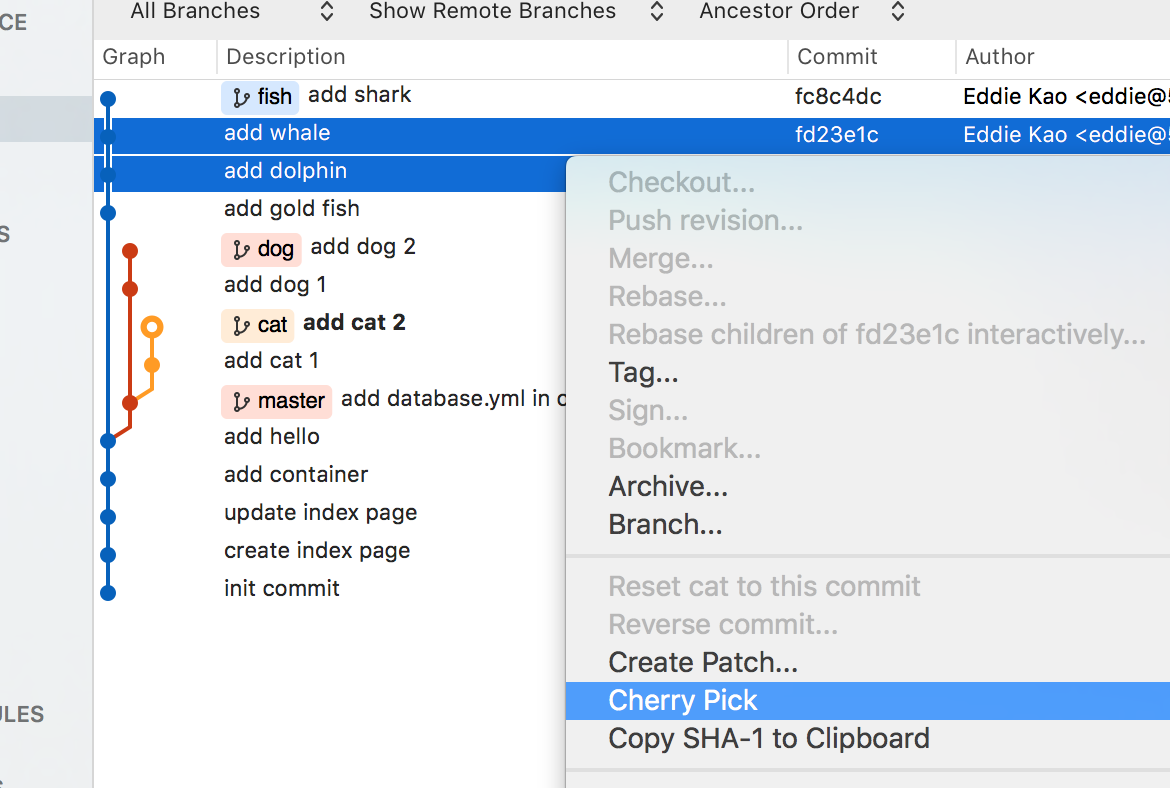 CE
All Branches Show Remote Branches Ancestor Order
Graph Description Commit Author
fish add shark fc8c4dc Eddie Kao <eddie@5
add whale fd23e1c Eddie Kao <eddie@5
add dolphin
add gold fish
dog add dog 2
add dog 1
cat add cat 2
add cat 1
master add database.yml in c
add hello
add container
update index page
create index page
init commit
S
ULES
Checkout...
Push revision...
Merge...
Rebase...
Rebase children of fd23e1c interactively...
Tag...
Sign...
Bookmark...
Archive...
Branch...
Reset cat to this commit
Reverse commit...
Create Patch...
Cherry Pick
Copy SHA-1 to Clipboard